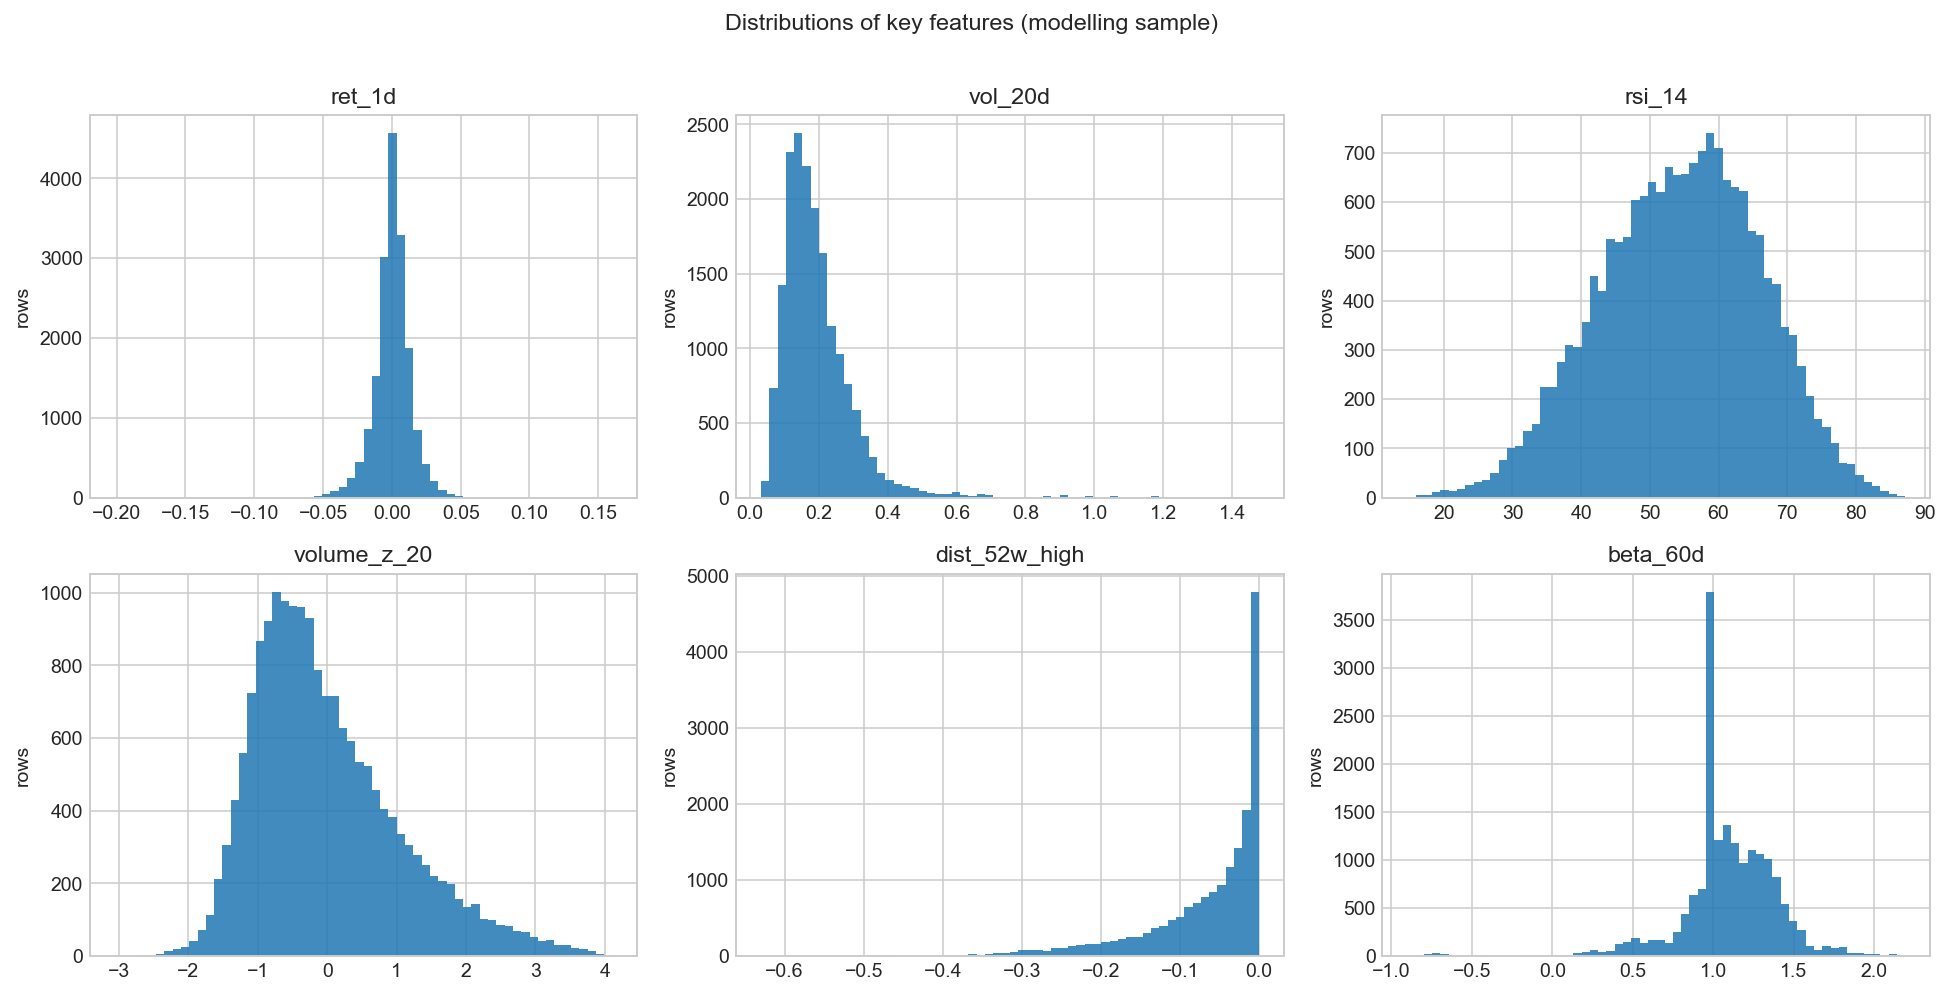 Distributions of key features (modelling sample)
ret_1d
vol_20d
rsi_14
rows
4000
3000
2000
1000
0
−0.20 −0.15 −0.10 −0.05 0.00 0.05 0.10 0.15
rows
2500
2000
1500
1000
500
0
0.0 0.2 0.4 0.6 0.8 1.0 1.2 1.4
rows
700
600
500
400
300
200
100
0
20 30 40 50 60 70 80 90
volume_z_20
dist_52w_high
beta_60d
rows
1000
800
600
400
200
0
−3 −2 −1 0 1 2 3 4
rows
5000
4000
3000
2000
1000
0
−0.6 −0.5 −0.4 −0.3 −0.2 −0.1 0.0
rows
3500
3000
2500
2000
1500
1000
500
0
−1.0 −0.5 0.0 0.5 1.0 1.5 2.0